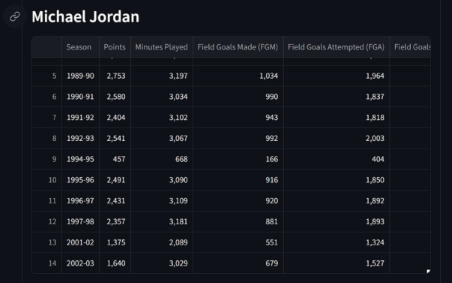 Michael Jordan
Season Points Minutes Played Field Goals Made (FGM) Field Goals Attempted (FGA) Field Goals
5 1989-90 2,753 3,197 1,034 1,964
6 1990-91 2,580 3,034 990 1,837
7 1991-92 2,404 3,102 943 1,818
8 1992-93 2,541 3,067 992 2,003
9 1994-95 457 668 166 404
10 1995-96 2,491 3,090 916 1,850
11 1996-97 2,431 3,109 920 1,892
12 1997-98 2,357 3,181 881 1,893
13 2001-02 1,375 2,089 551 1,324
14 2002-03 1,640 3,029 679 1,527